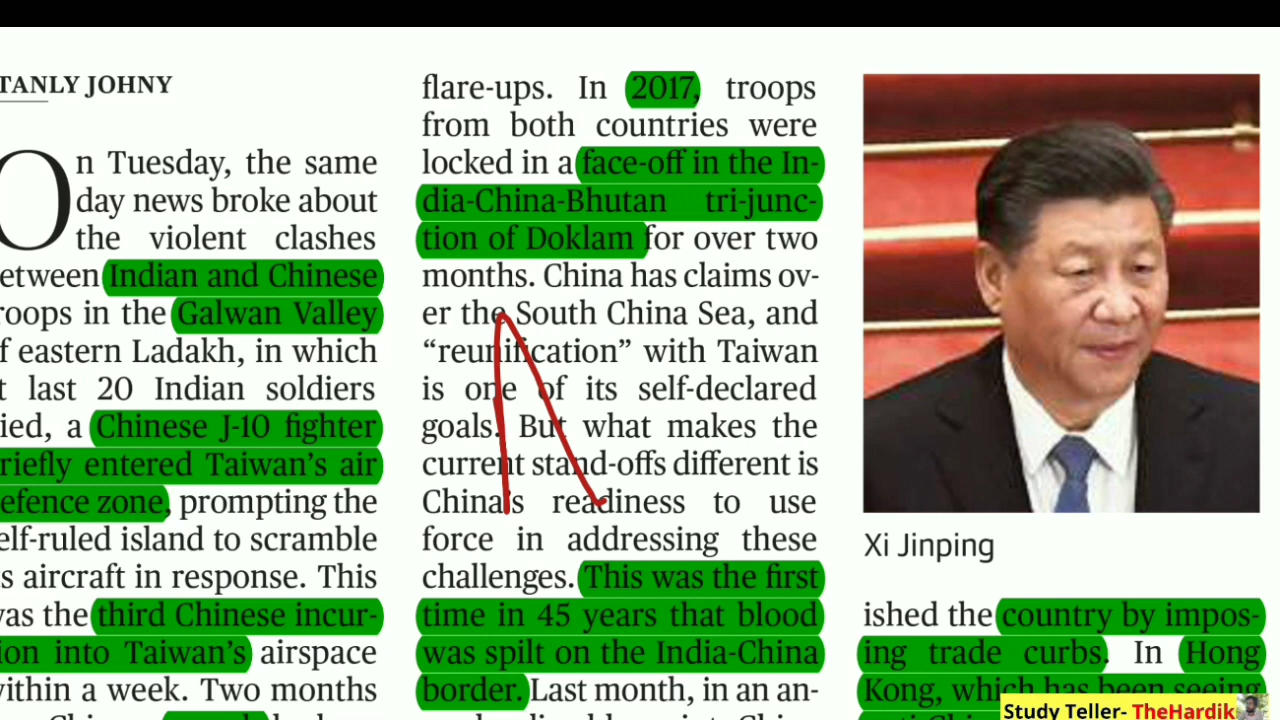 TANLY JOHNY
On Tuesday, the same
day news broke about
the violent clashes
etween Indian and Chinese
roops in the Galwan Valley
f eastern Ladakh, in which
t last 20 Indian soldiers
ied, a Chinese J-10 fighter
riefly entered Taiwan’s air
efence zone, prompting the
elf-ruled island to scramble
s aircraft in response. This
was the third Chinese incur-
ion into Taiwan’s airspace
within a week. Two months
flare-ups. In 2017, troops
from both countries were
locked in a face-off in the In-
dia-China-Bhutan tri-junc-
tion of Doklam for over two
months. China has claims ov-
er the South China Sea, and
“reunification” with Taiwan
is one of its self-declared
goals. But what makes the
current stand-offs different is
China’s readiness to use
force in addressing these
challenges. This was the first
time in 45 years that blood
was spilt on the India-China
border. Last month, in an an-
Xi Jinping
ished the country by impos-
ing trade curbs. In Hong
Kong, which has been seeing
Study Teller- TheHardik